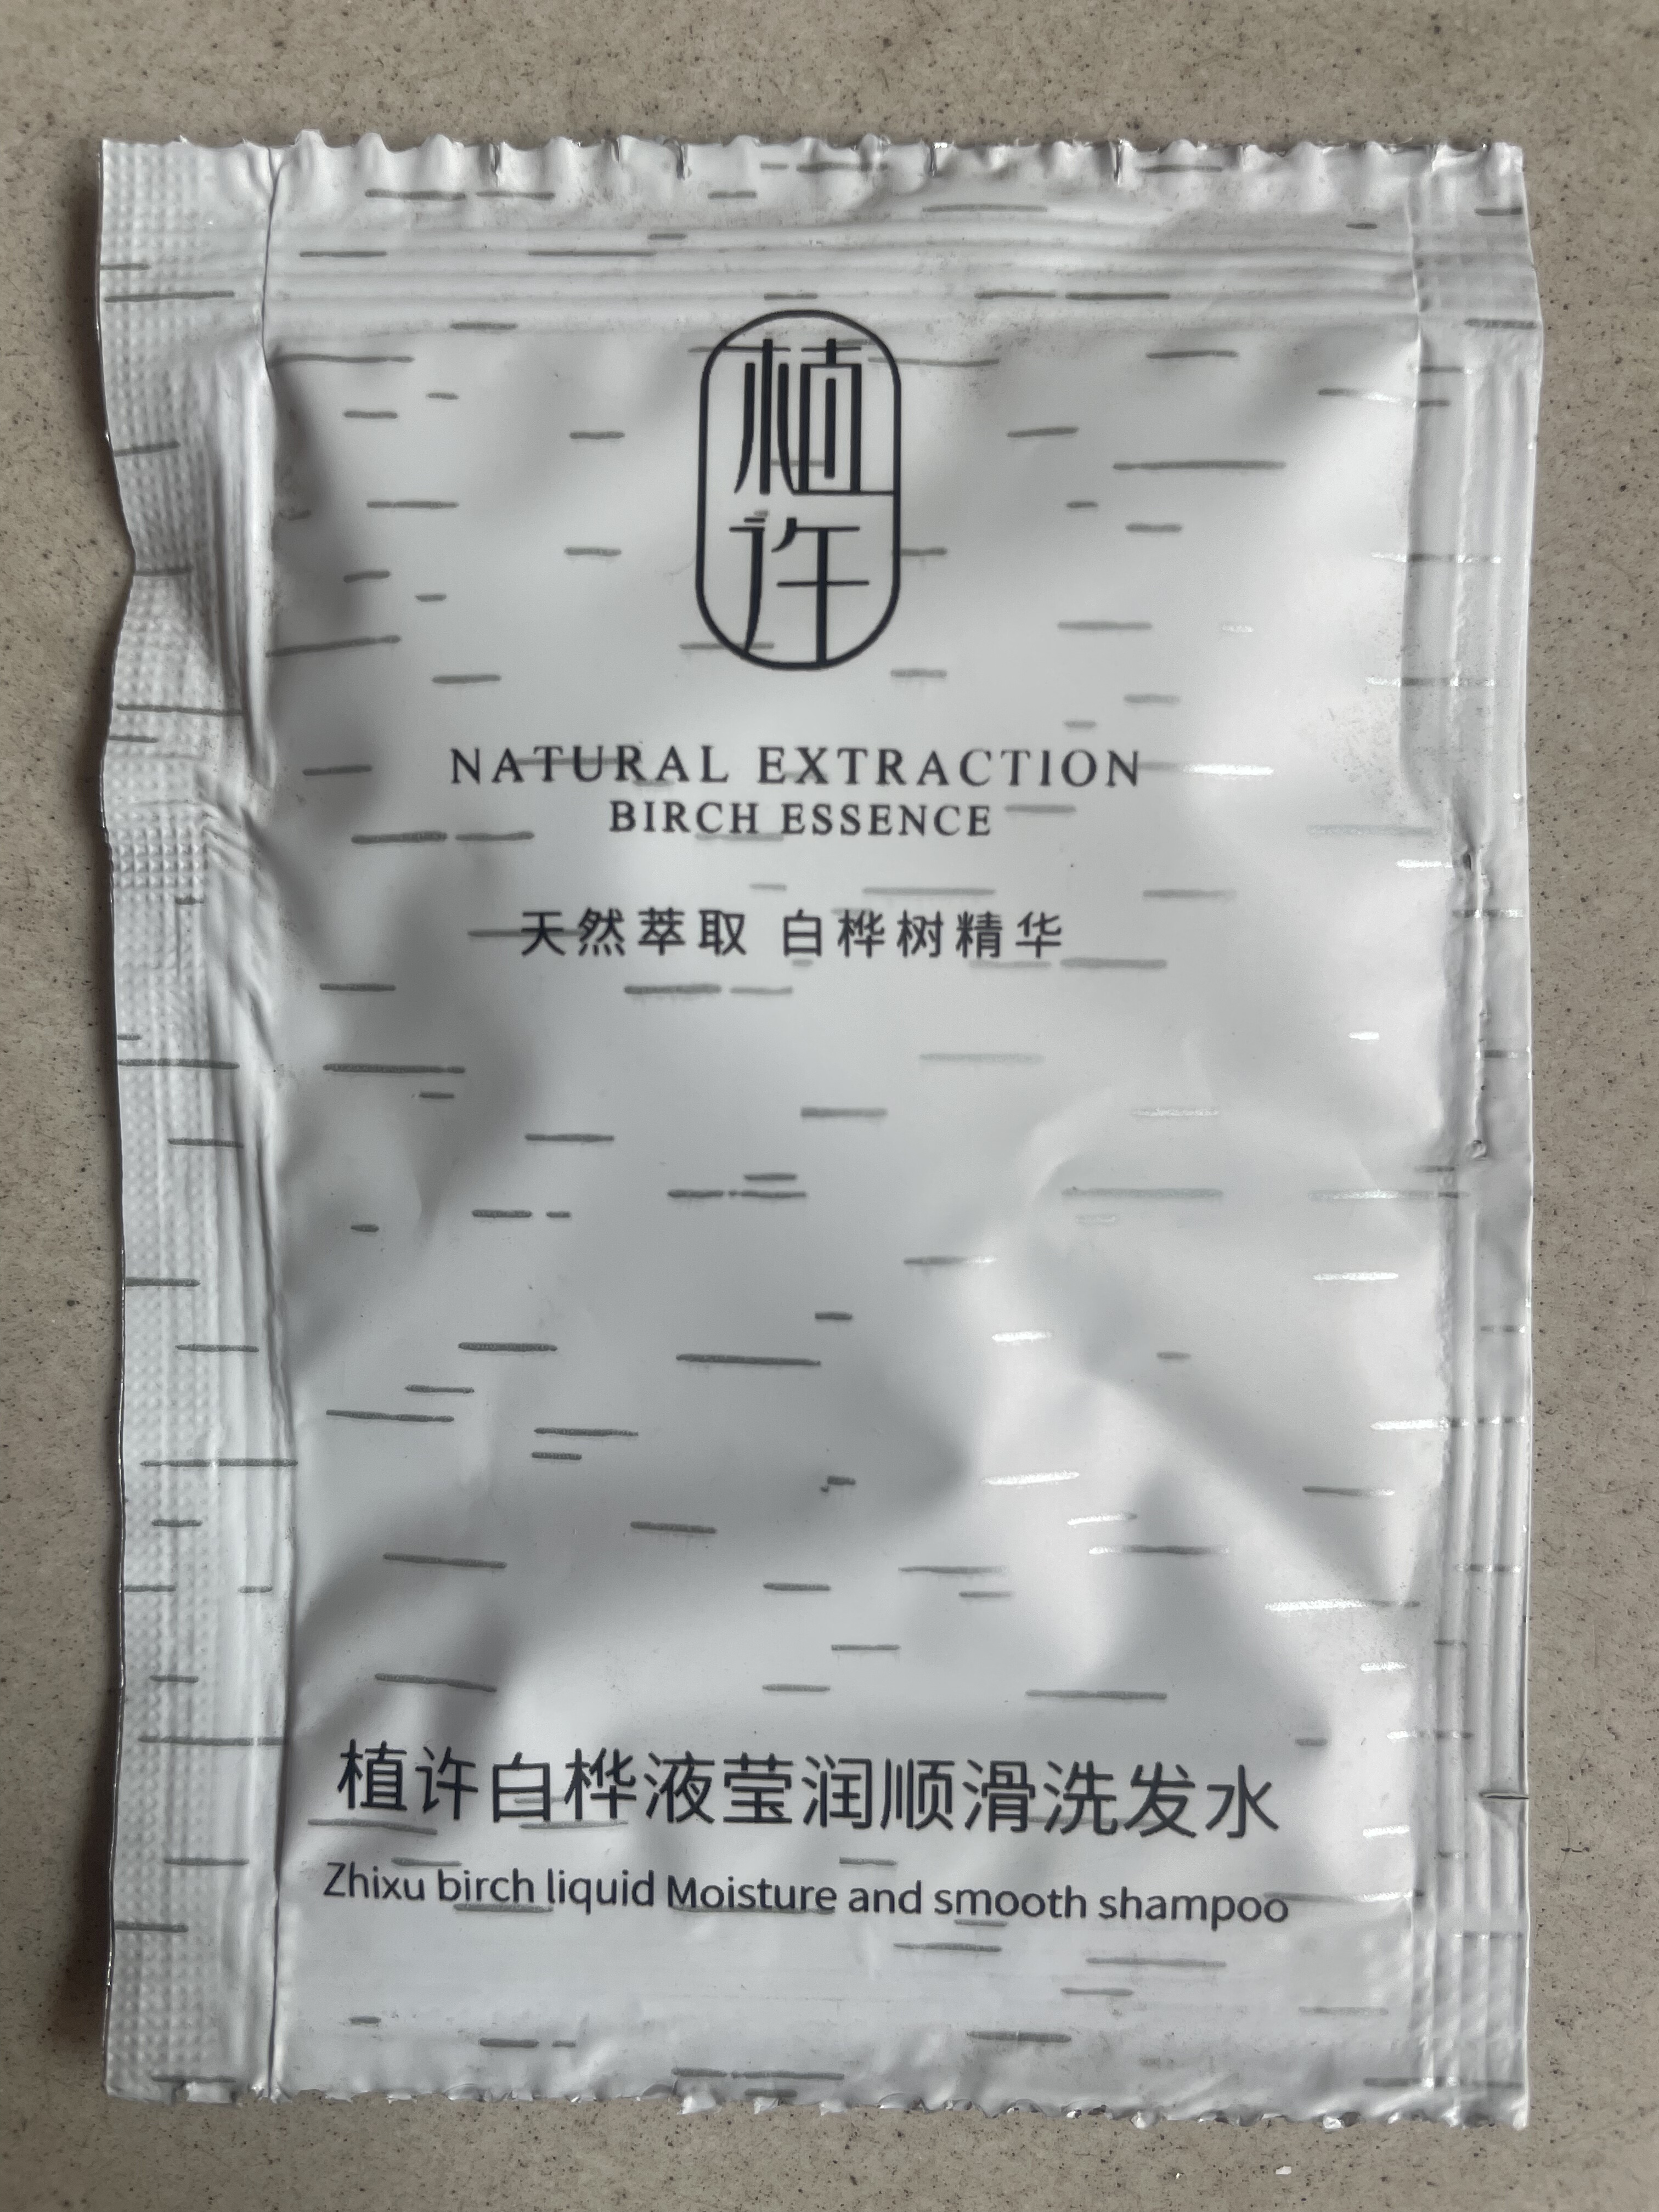 植
许
NATURAL EXTRACTION
BIRCH ESSENCE
天然萃取 白桦树精华
植许白桦液莹润顺滑洗发水
Zhixu birch liquid Moisture and smooth shampoo